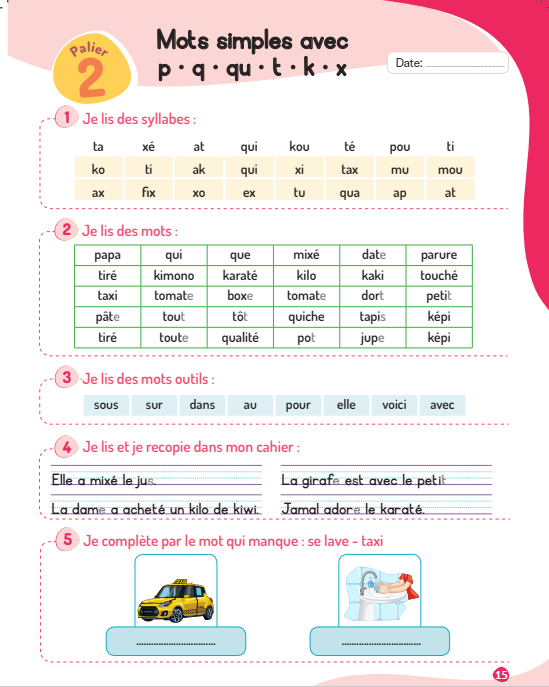 Palier
2
Mots simples avec
p · q · qu · t · k · x
Date: ........................
1 Je lis des syllabes :
ta xé at qui kou té pou ti
ko ti ak qui xi tax mu mou
ax fix xo ex tu qua ap at
2 Je lis des mots :
papa qui que mixé date parure
tiré kimono karaté kilo kaki touché
taxi tomate boxe tomate dort petit
pâte tout tôt quiche tapis képi
tiré toute qualité pot jupe képi
3 Je lis des mots outils :
sous sur dans au pour elle voici avec
4 Je lis et je recopie dans mon cahier :
Elle a mixé le jus. La girafe est avec le petit
La dame a acheté un kilo de kiwi. Jamal adore le karaté.
5 Je complète par le mot qui manque : se lave - taxi
................................ ................................
15